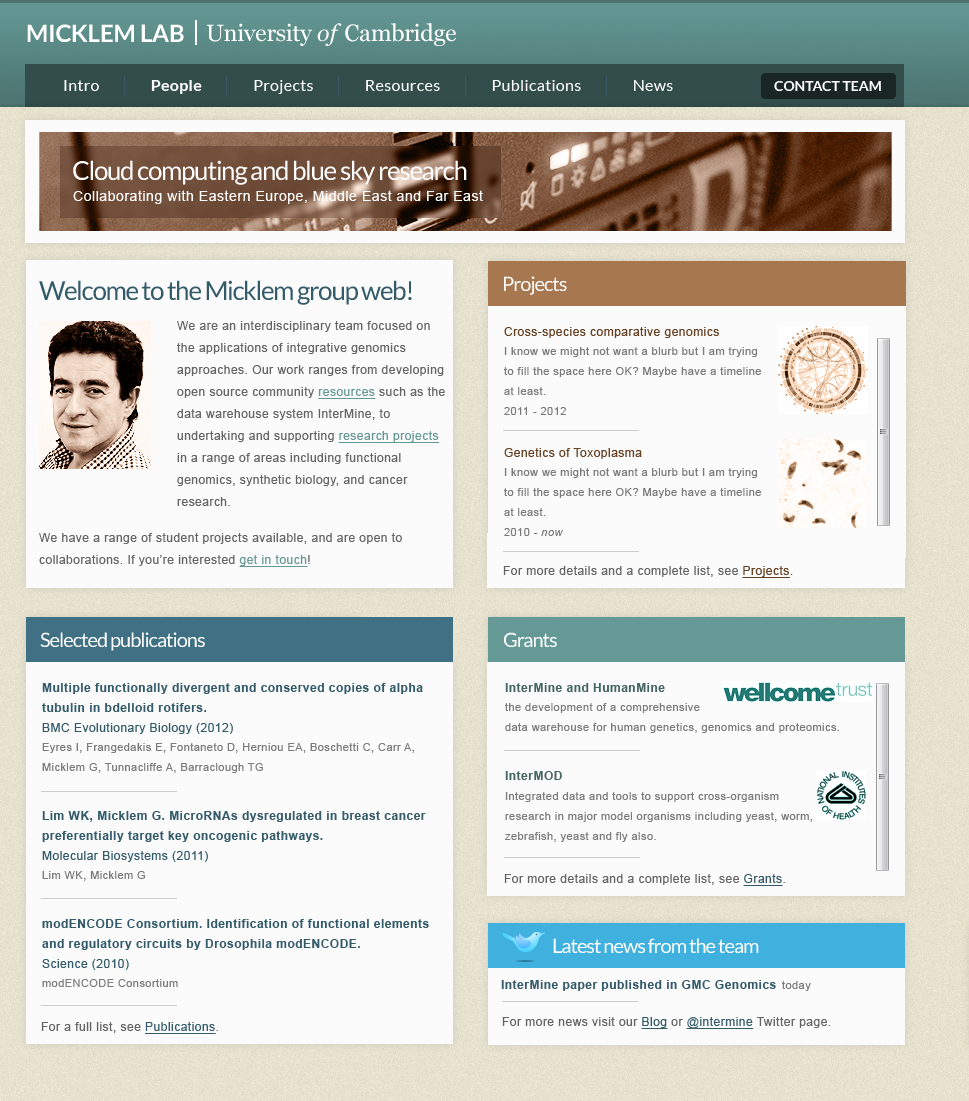 MICKLEM LAB | University of Cambridge
Intro People Projects Resources Publications News CONTACT TEAM
Cloud computing and blue sky research
Collaborating with Eastern Europe, Middle East and Far East
Welcome to the Micklem group web!
We are an interdisciplinary team focused on
the applications of integrative genomics
approaches. Our work ranges from developing
open source community resources such as the
data warehouse system InterMine, to
undertaking and supporting research projects
in a range of areas including functional
genomics, synthetic biology, and cancer
research.
We have a range of student projects available, and are open to
collaborations. If you're interested get in touch!
Projects
Cross-species comparative genomics
I know we might not want a blurb but I am trying
to fill the space here OK? Maybe have a timeline
at least.
2011 - 2012
Genetics of Toxoplasma
I know we might not want a blurb but I am trying
to fill the space here OK? Maybe have a timeline
at least.
2010 - now
For more details and a complete list, see Projects.
Selected publications
Multiple functionally divergent and conserved copies of alpha
tubulin in bdelloid rotifers.
BMC Evolutionary Biology (2012)
Eyres I, Frangedakis E, Fontaneto D, Herniou EA, Boschetti C, Carr A,
Micklem G, Tunnacliffe A, Barraclough TG
Lim WK, Micklem G. MicroRNAs dysregulated in breast cancer
preferentially target key oncogenic pathways.
Molecular Biosystems (2011)
Lim WK, Micklem G
modENCODE Consortium. Identification of functional elements
and regulatory circuits by Drosophila modENCODE.
Science (2010)
modENCODE Consortium
For a full list, see Publications.
Grants
InterMine and HumanMine
wellcometrust
the development of a comprehensive
data warehouse for human genetics, genomics and proteomics.
InterMOD
NATIONAL INSTITUTES OF HEALTH
Integrated data and tools to support cross-organism
research in major model organisms including yeast, worm,
zebrafish, yeast and fly also.
For more details and a complete list, see Grants.
Latest news from the team
InterMine paper published in GMC Genomics today
For more news visit our Blog or @intermine Twitter page.